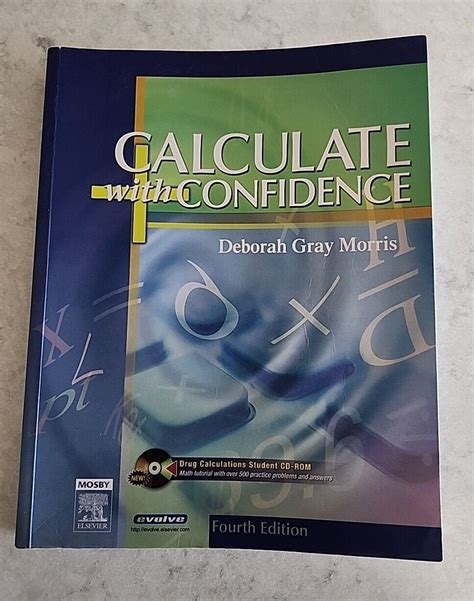 CALCULATE
with CONFIDENCE
Deborah Gray Morris
Drug Calculations Student CD-ROM
Math tutorial with over 500 practice problems and answers
NEW!
MOSBY
ELSEVIER
evolve
http://evolve.elsevier.com
Fourth Edition